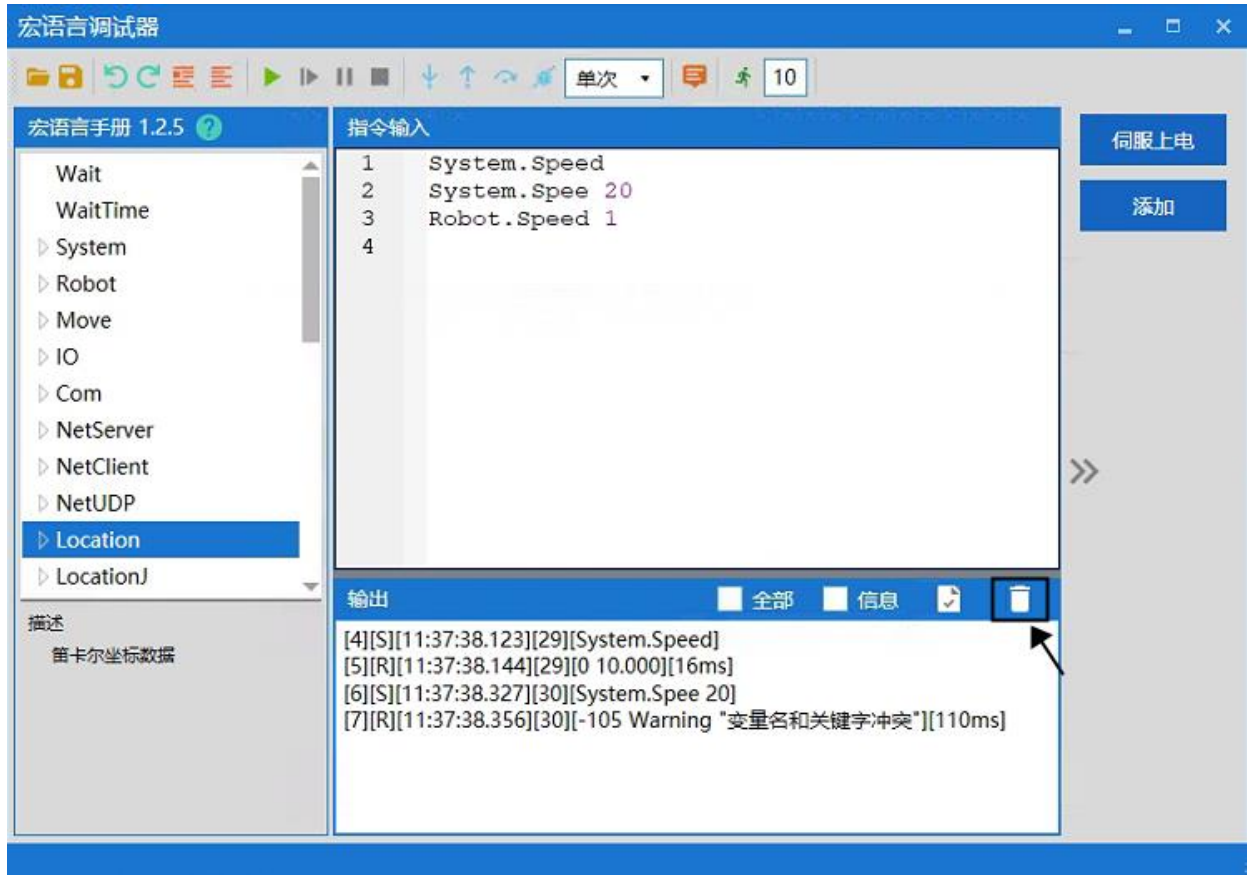 宏语言调试器
单次
10
宏语言手册 1.2.5 ?
Wait
WaitTime
System
Robot
Move
IO
Com
NetServer
NetClient
NetUDP
Location
LocationJ
描述
笛卡尔坐标数据
指令输入
1 System.Speed
2 System.Spee 20
3 Robot.Speed 1
4
输出 全部 信息
[4][S][11:37:38.123][29][System.Speed]
[5][R][11:37:38.144][29][0 10.000][16ms]
[6][S][11:37:38.327][30][System.Spee 20]
[7][R][11:37:38.356][30][-105 Warning "变量名和关键字冲突"][110ms]
伺服上电
添加